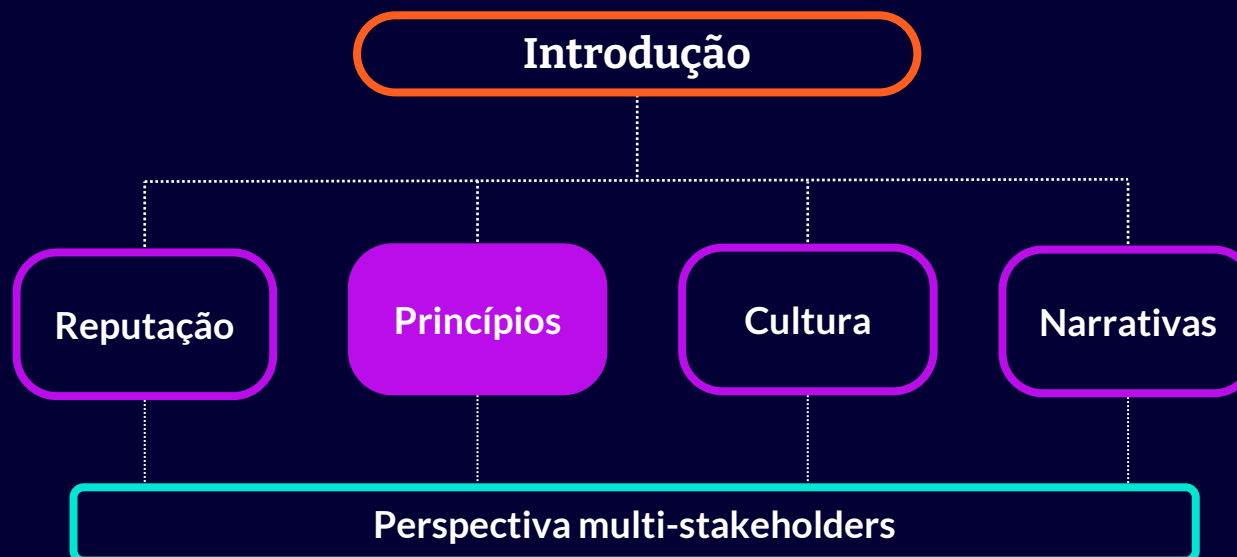 Introdução
Reputação
Princípios
Cultura
Narrativas
Perspectiva multi-stakeholders